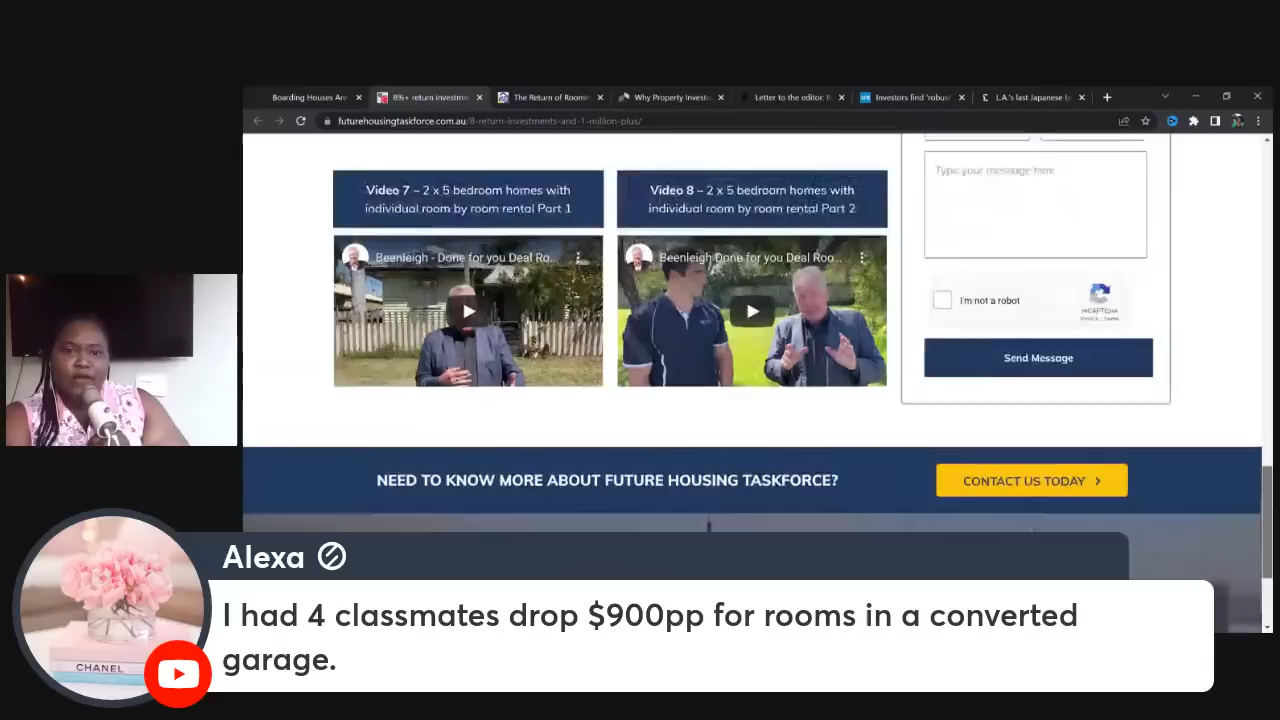 Boarding Houses Are
8%+ return investme
The Return of Roomi
Why Property Investo
Letter to the editor: B
Investors find 'robust
L.A.'s last Japanese b
futurehousingtaskforce.com.au/8-return-investments-and-1-million-plus/
Type your message here
Video 7 – 2 x 5 bedroom homes with
individual room by room rental Part 1
Video 8 – 2 x 5 bedroom homes with
individual room by room rental Part 2
Beenleigh - Done for you Deal Ro...
Beenleigh Done for you Deal Roo...
I'm not a robot
reCAPTCHA
Send Message
NEED TO KNOW MORE ABOUT FUTURE HOUSING TASKFORCE?
CONTACT US TODAY
Alexa
I had 4 classmates drop $900pp for rooms in a converted
garage.
CHANEL